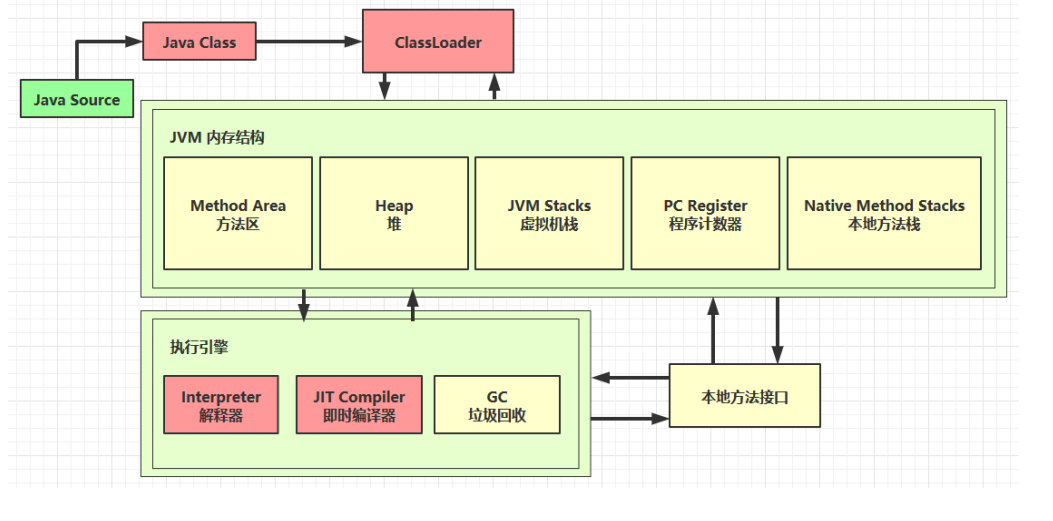 Java Class
ClassLoader
Java Source
JVM 内存结构
Method Area
方法区
Heap
堆
JVM Stacks
虚拟机栈
PC Register
程序计数器
Native Method Stacks
本地方法栈
执行引擎
Interpreter
解释器
JIT Compiler
即时编译器
GC
垃圾回收
本地方法接口